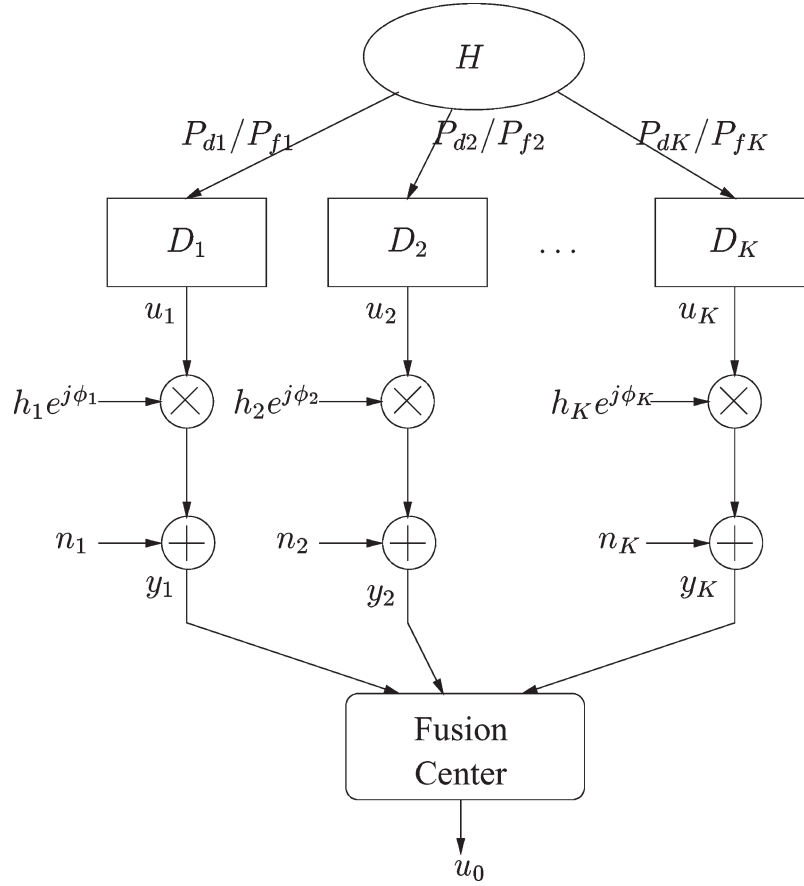 H
P_{d1}/P_{f1} P_{d2}/P_{f2} P_{dK}/P_{fK}
D_1 D_2 ... D_K
u_1 u_2 u_K
h_1e^{jϕ_1} h_2e^{jϕ_2} h_Ke^{jϕ_K}
n_1 n_2 n_K
y_1 y_2 y_K
Fusion
Center
u_0